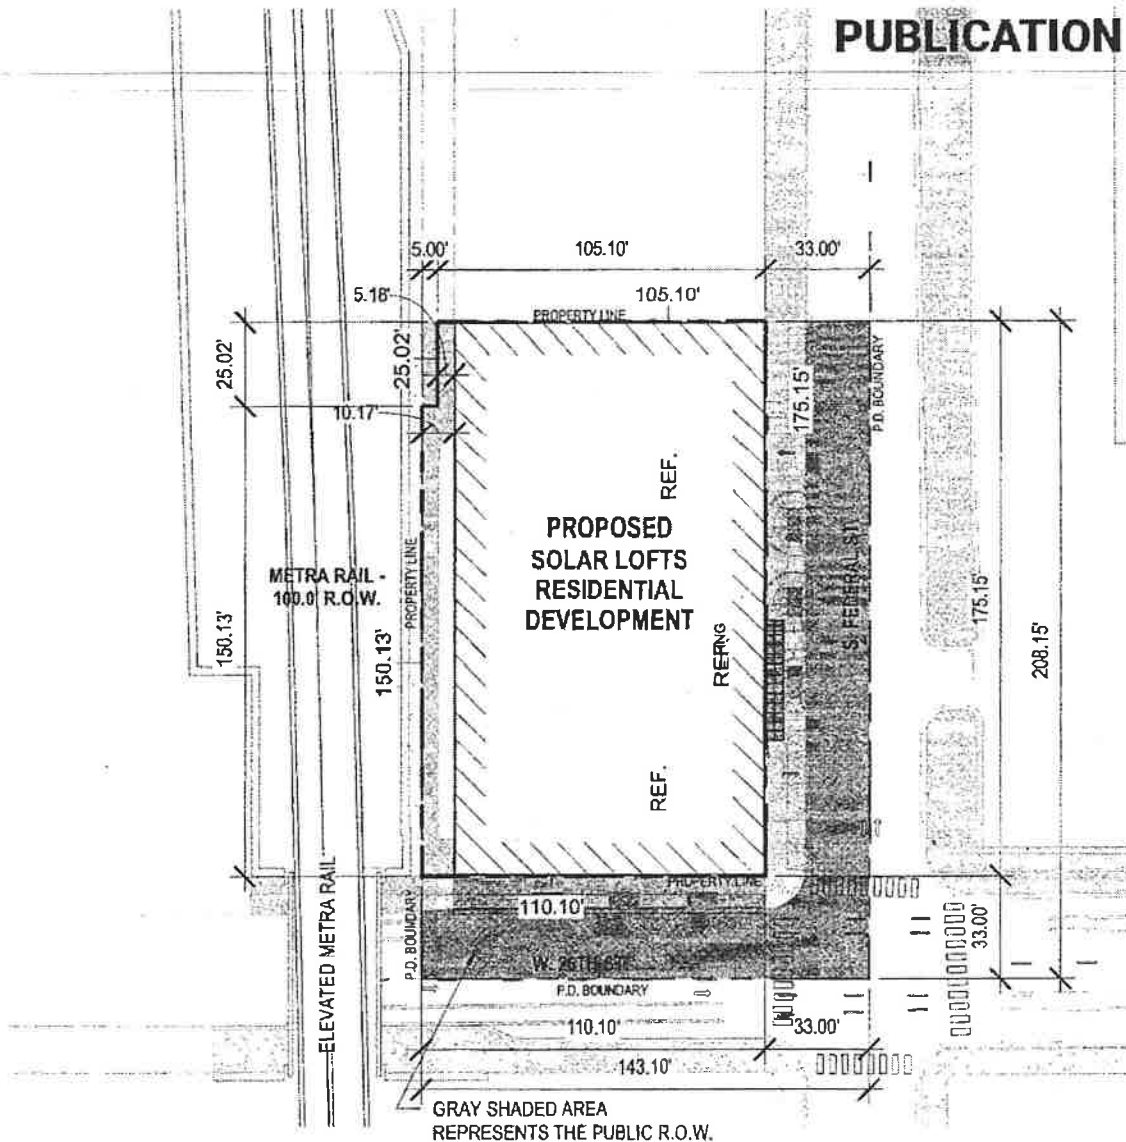 PUBLICATION
5.00'
105.10'
33.00'
5.18'
105.10'
PROPERTY LINE
25.02'
25.02'
175.15'
P.D. BOUNDARY
10.17'
REF.
PROPOSED
SOLAR LOFTS
RESIDENTIAL
DEVELOPMENT
METRA RAIL -
100.0' R.O.W.
PROPERTY LINE
S. FEDERAL ST.
175.15'
150.13'
150.13'
208.15'
REF.
REF.
PROPERTY LINE
110.10'
ELEVATED METRA RAIL
P.D. BOUNDARY
33.00'
W. 26TH ST.
P.D. BOUNDARY
110.10'
33.00'
143.10'
GRAY SHADED AREA
REPRESENTS THE PUBLIC R.O.W.